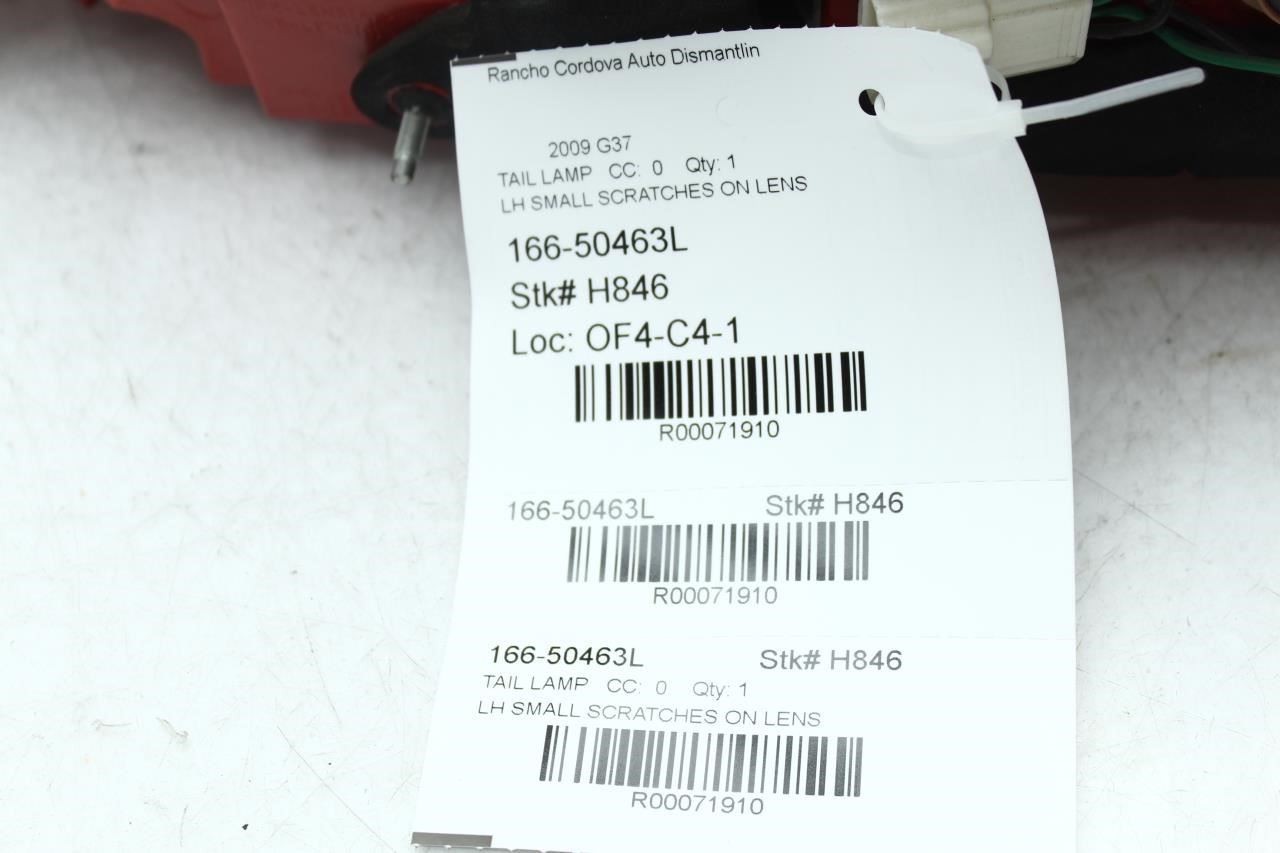 Rancho Cordova Auto Dismantlin
2009 G37
TAIL LAMP CC: 0 Qty: 1
LH SMALL SCRATCHES ON LENS
166-50463L
Stk# H846
Loc: OF4-C4-1
R00071910
166-50463L Stk# H846
R00071910
166-50463L Stk# H846
TAIL LAMP CC: 0 Qty: 1
LH SMALL SCRATCHES ON LENS
R00071910